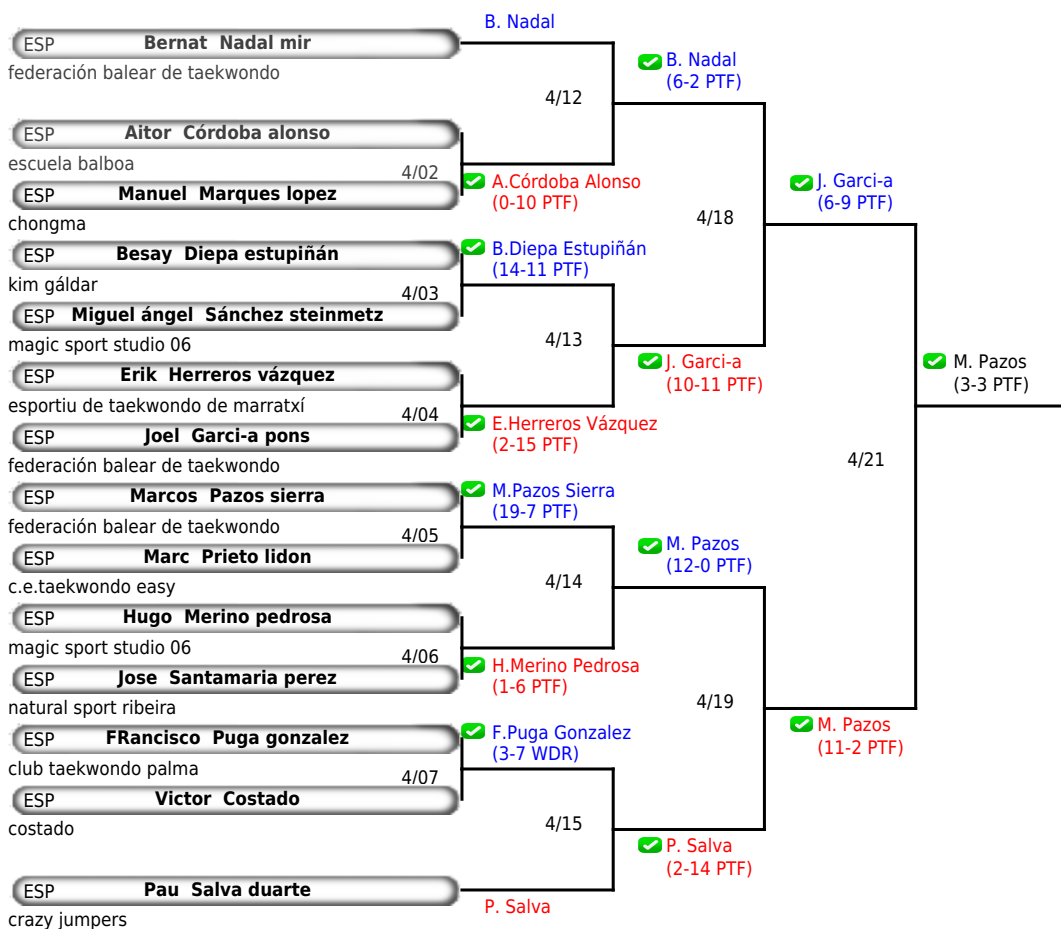 B. Nadal
ESP Bernat Nadal mir
federación balear de taekwondo
B. Nadal
(6-2 PTF)
4/12
ESP Aitor Córdoba alonso
escuela balboa
4/02
A.Córdoba Alonso
(0-10 PTF)
ESP Manuel Marques lopez
chongma
J. Garci-a
(6-9 PTF)
4/18
ESP Besay Diepa estupiñán
kim gáldar
B.Diepa Estupiñán
(14-11 PTF)
4/03
ESP Miguel ángel Sánchez steinmetz
magic sport studio 06
4/13
J. Garci-a
(10-11 PTF)
ESP Erik Herreros vázquez
esportiu de taekwondo de marratxí
4/04
E.Herreros Vázquez
(2-15 PTF)
ESP Joel Garci-a pons
federación balear de taekwondo
M. Pazos
(3-3 PTF)
4/21
ESP Marcos Pazos sierra
federación balear de taekwondo
M.Pazos Sierra
(19-7 PTF)
4/05
ESP Marc Prieto lidon
c.e.taekwondo easy
M. Pazos
(12-0 PTF)
4/14
ESP Hugo Merino pedrosa
magic sport studio 06
4/06
H.Merino Pedrosa
(1-6 PTF)
ESP Jose Santamaria perez
natural sport ribeira
4/19
M. Pazos
(11-2 PTF)
ESP FRancisco Puga gonzalez
club taekwondo palma
F.Puga Gonzalez
(3-7 WDR)
4/07
ESP Victor Costado
costado
4/15
P. Salva
(2-14 PTF)
ESP Pau Salva duarte
crazy jumpers
P. Salva